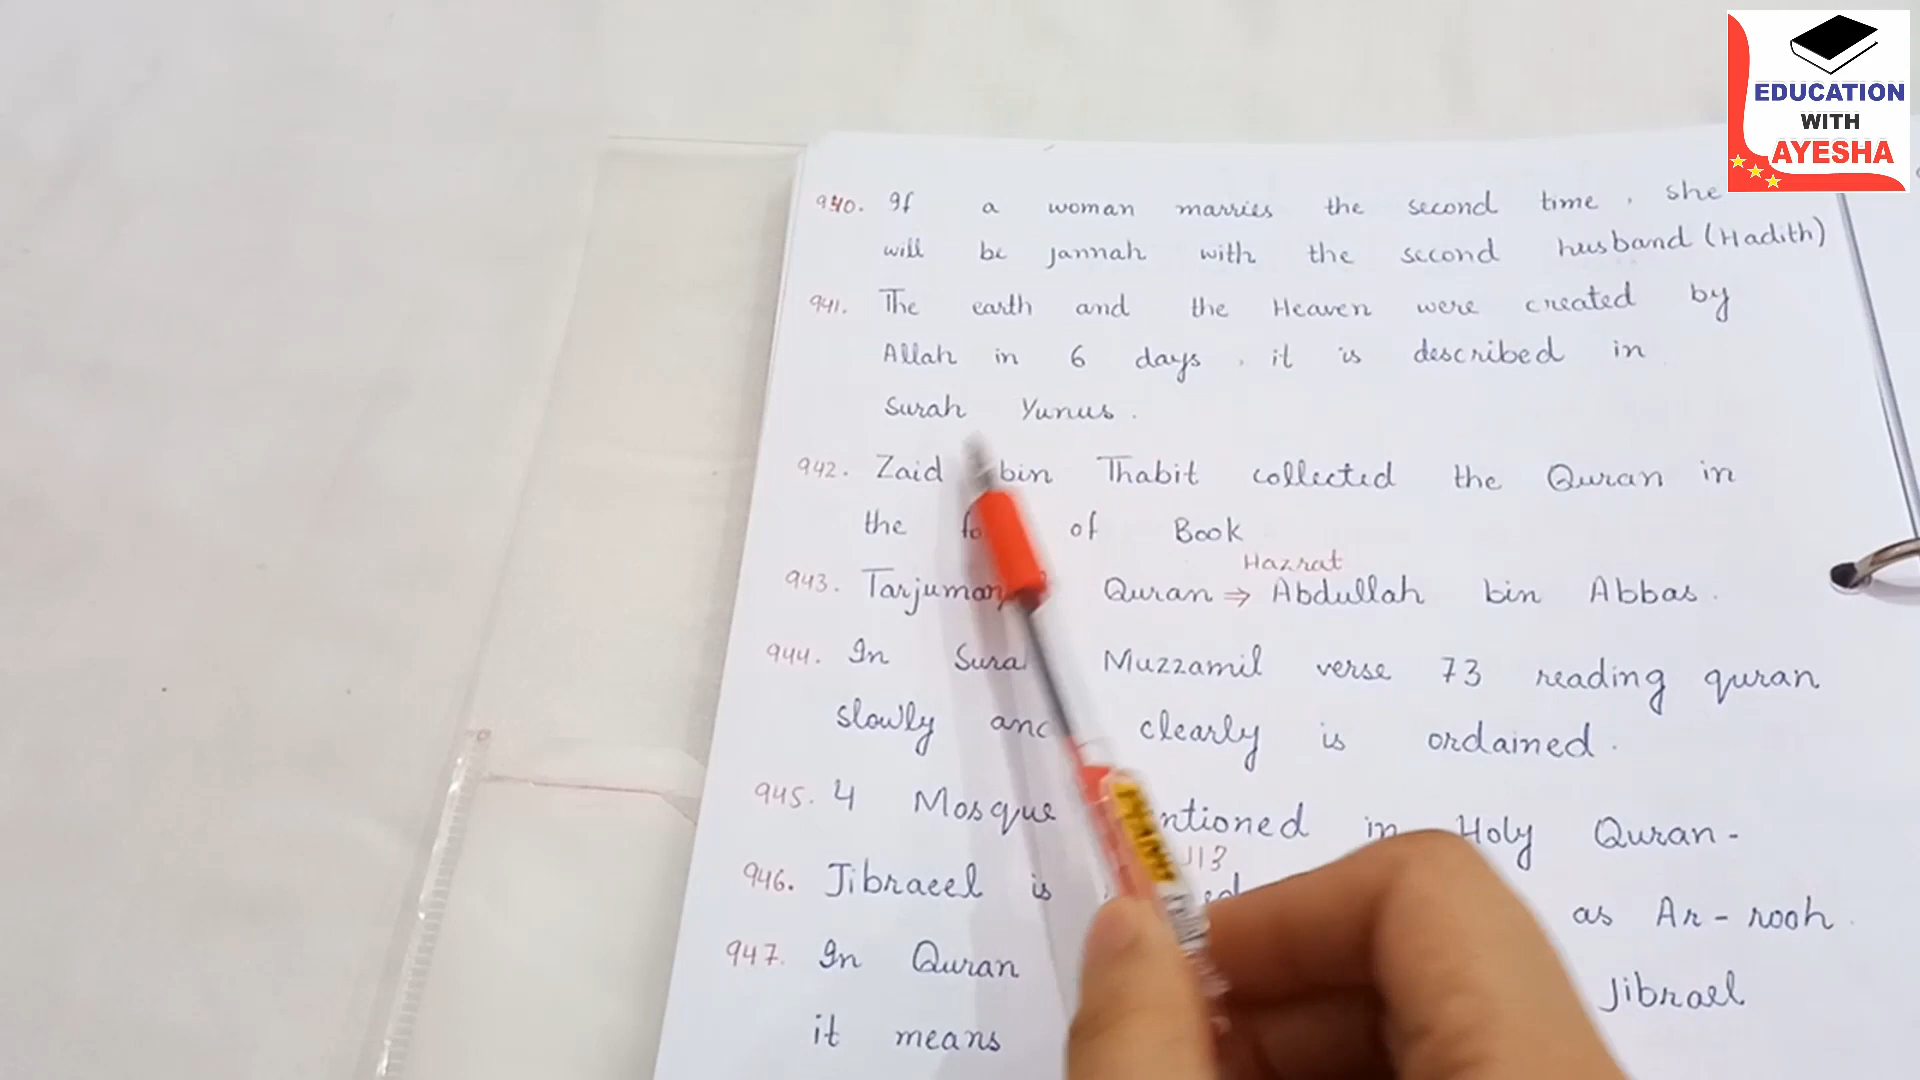 EDUCATION
WITH
AYESHA
940. If a woman marries the second time, she
will be jannah with the second husband (Hadith)
941. The earth and the Heaven were created by
Allah in 6 days, it is described in
Surah Yunus.
942. Zaid bin Thabit collected the Quran in
the of Book
Hazrat
943. Tarjuman Quran ⇒ Abdullah bin Abbas.
944. In Muzzamil verse 73 reading quran
slowly clearly is ordained.
945. 4 Mosque in Holy Quran-
946. Jibraeel is as Ar-rooh.
947. In Quran Jibrael
it means